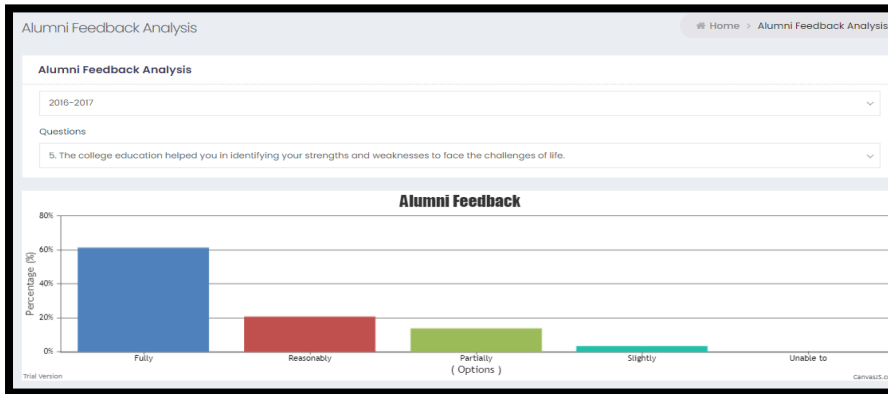 Alumni Feedback Analysis
Home > Alumni Feedback Analysis
Alumni Feedback Analysis
2016-2017
Questions
5. The college education helped you in identifying your strengths and weaknesses to face the challenges of life.
Alumni Feedback
80%
60%
40%
20%
0%
Percentage (%)
Fully
Reasonably
Partially
Slightly
Unable to
( Options )
Trial Version
CanvasJS.c